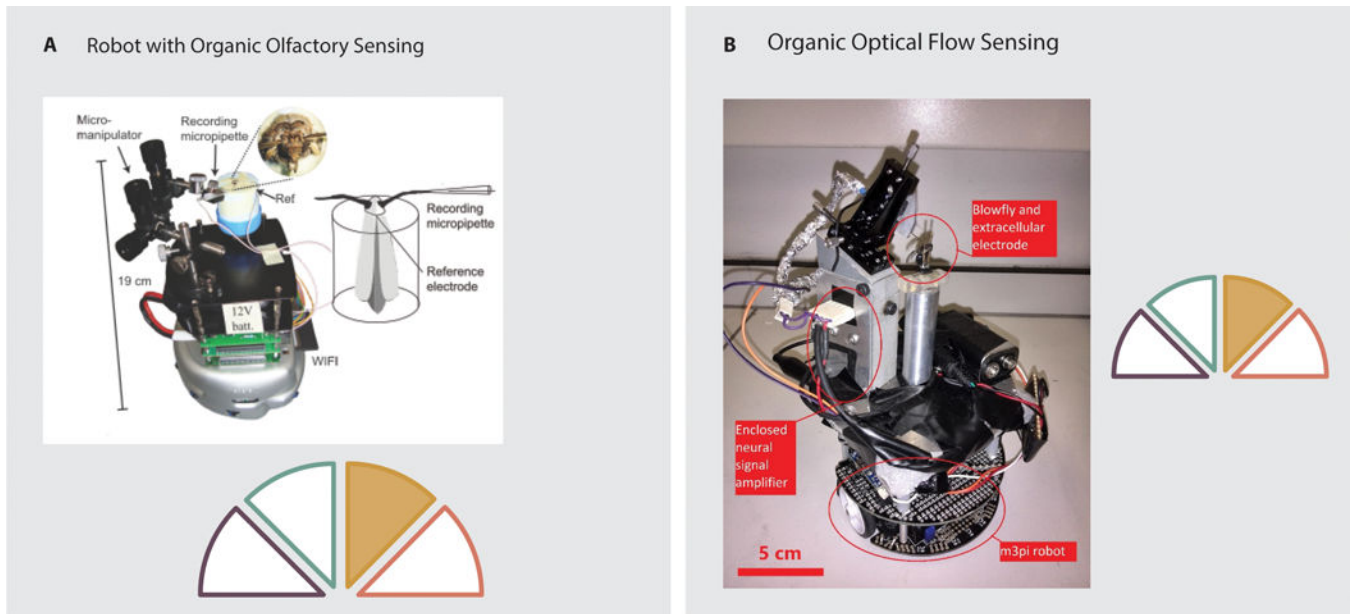 A Robot with Organic Olfactory Sensing
Micro-
manipulator
Recording
micropipette
Ref
19 cm
12V
batt.
WIFI
Recording
micropipette
Reference
electrode
B Organic Optical Flow Sensing
Blowfly and
extracellular
electrode
Enclosed
neural
signal
amplifier
5 cm
m3pi robot